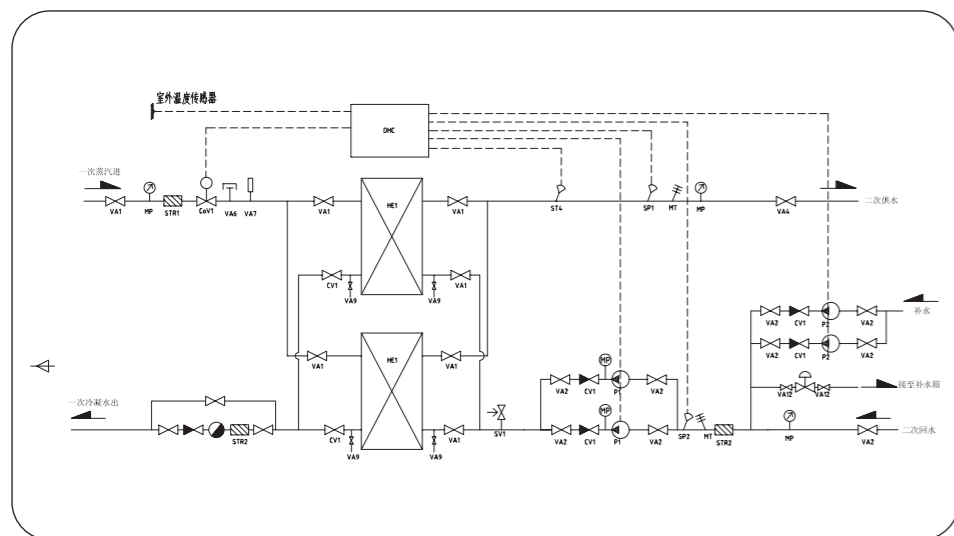 室外温度传感器
DHC
一次蒸汽进
VA1 MP STR1 CoV1 VA6 VA7 VA1 HE1 VA1 ST4 SP1 MT MP VA4
二次供水
CV1 VA9 VA9 VA1
补水
VA2 CV1 P2 VA2
VA2 CV1 P2 VA2
VA1 HE1 VA1
MP
VA2 CV1 P1 VA2
接至补水箱
VA12 VA12
一次冷凝水出
STR2 CV1 VA9 VA9 VA1 SV1
MP
VA2 CV1 P1 VA2 SP2 MT STR2 MP VA2
二次回水